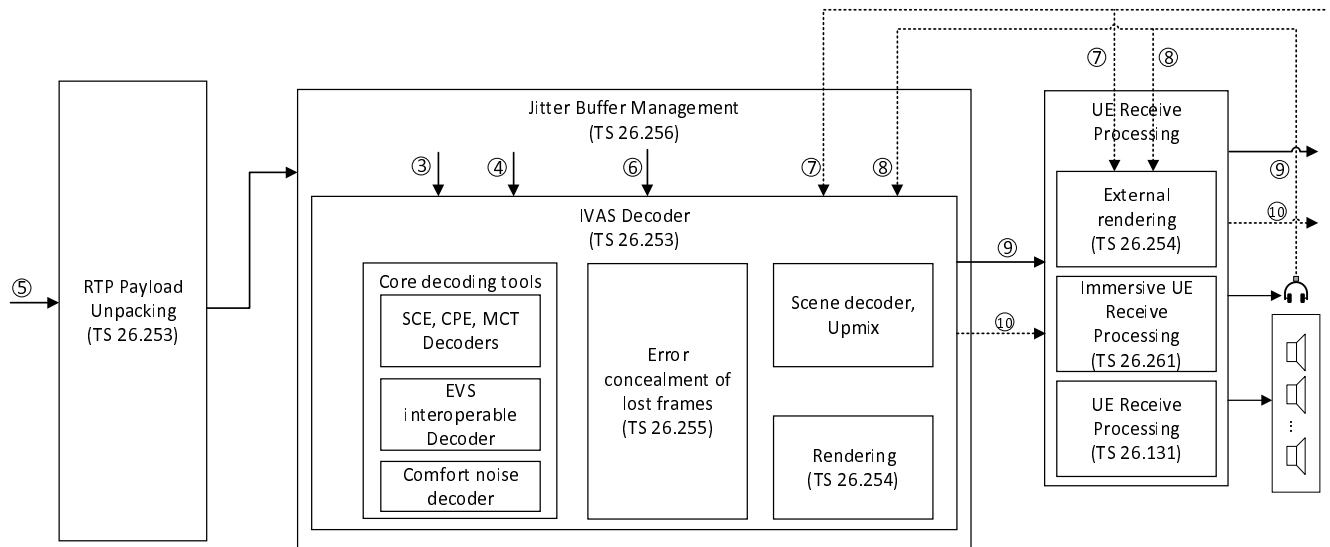 ⑦
⑧
Jitter Buffer Management
(TS 26.256)
UE Receive
Processing
③
④
⑥
⑦
⑧
⑨
External
rendering
(TS 26.254)
⑩
IVAS Decoder
(TS 26.253)
⑨
⑤
RTP Payload
Unpacking
(TS 26.253)
Core decoding tools
SCE, CPE, MCT
Decoders
EVS
interoperable
Decoder
Comfort noise
decoder
Error
concealment of
lost frames
(TS 26.255)
Scene decoder,
Upmix
Rendering
(TS 26.254)
⑩
Immersive UE
Receive
Processing
(TS 26.261)
UE Receive
Processing
(TS 26.131)
...